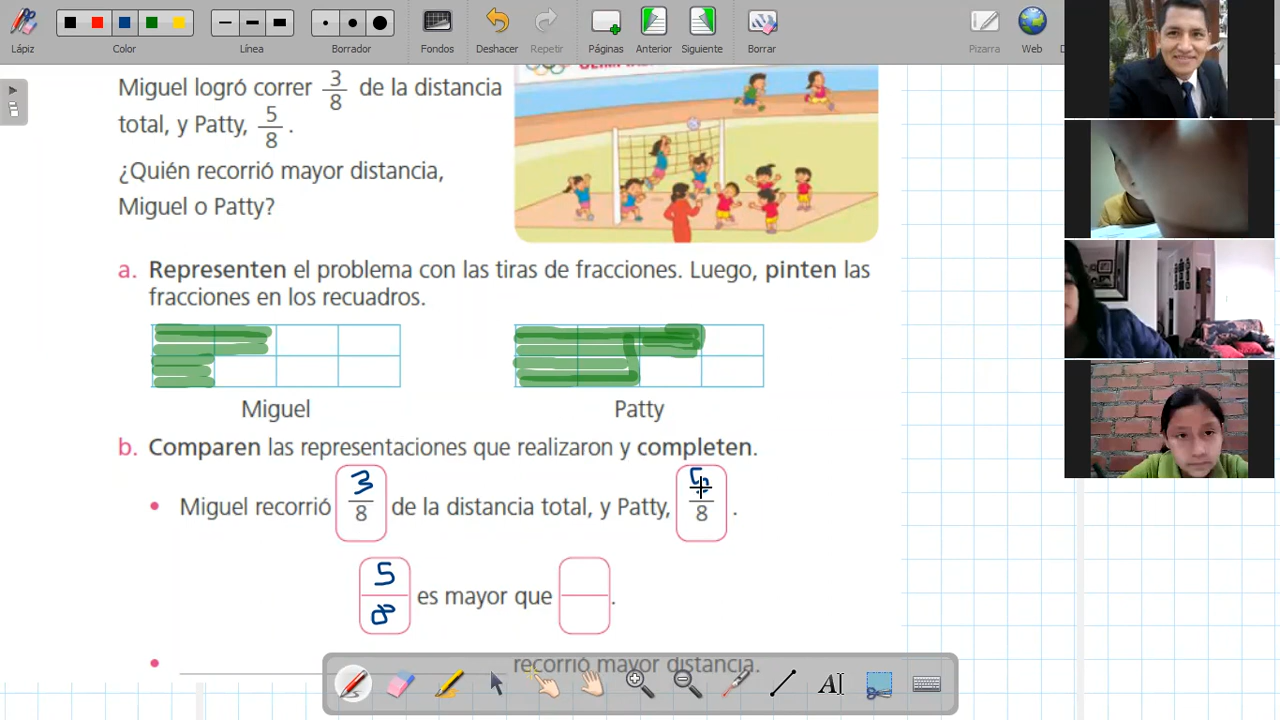 Lápiz Color Línea Borrador Fondos Deshacer Repetir Páginas Anterior Siguiente Borrar Pizarra Web
Miguel logró correr 3/8 de la distancia
total, y Patty, 5/8 .
¿Quién recorrió mayor distancia,
Miguel o Patty?
a. Representen el problema con las tiras de fracciones. Luego, pinten las
fracciones en los recuadros.
Miguel Patty
b. Comparen las representaciones que realizaron y completen.
• Miguel recorrió 3/8 de la distancia total, y Patty, 5/8 .
5/8 es mayor que .
• recorrió mayor distancia.